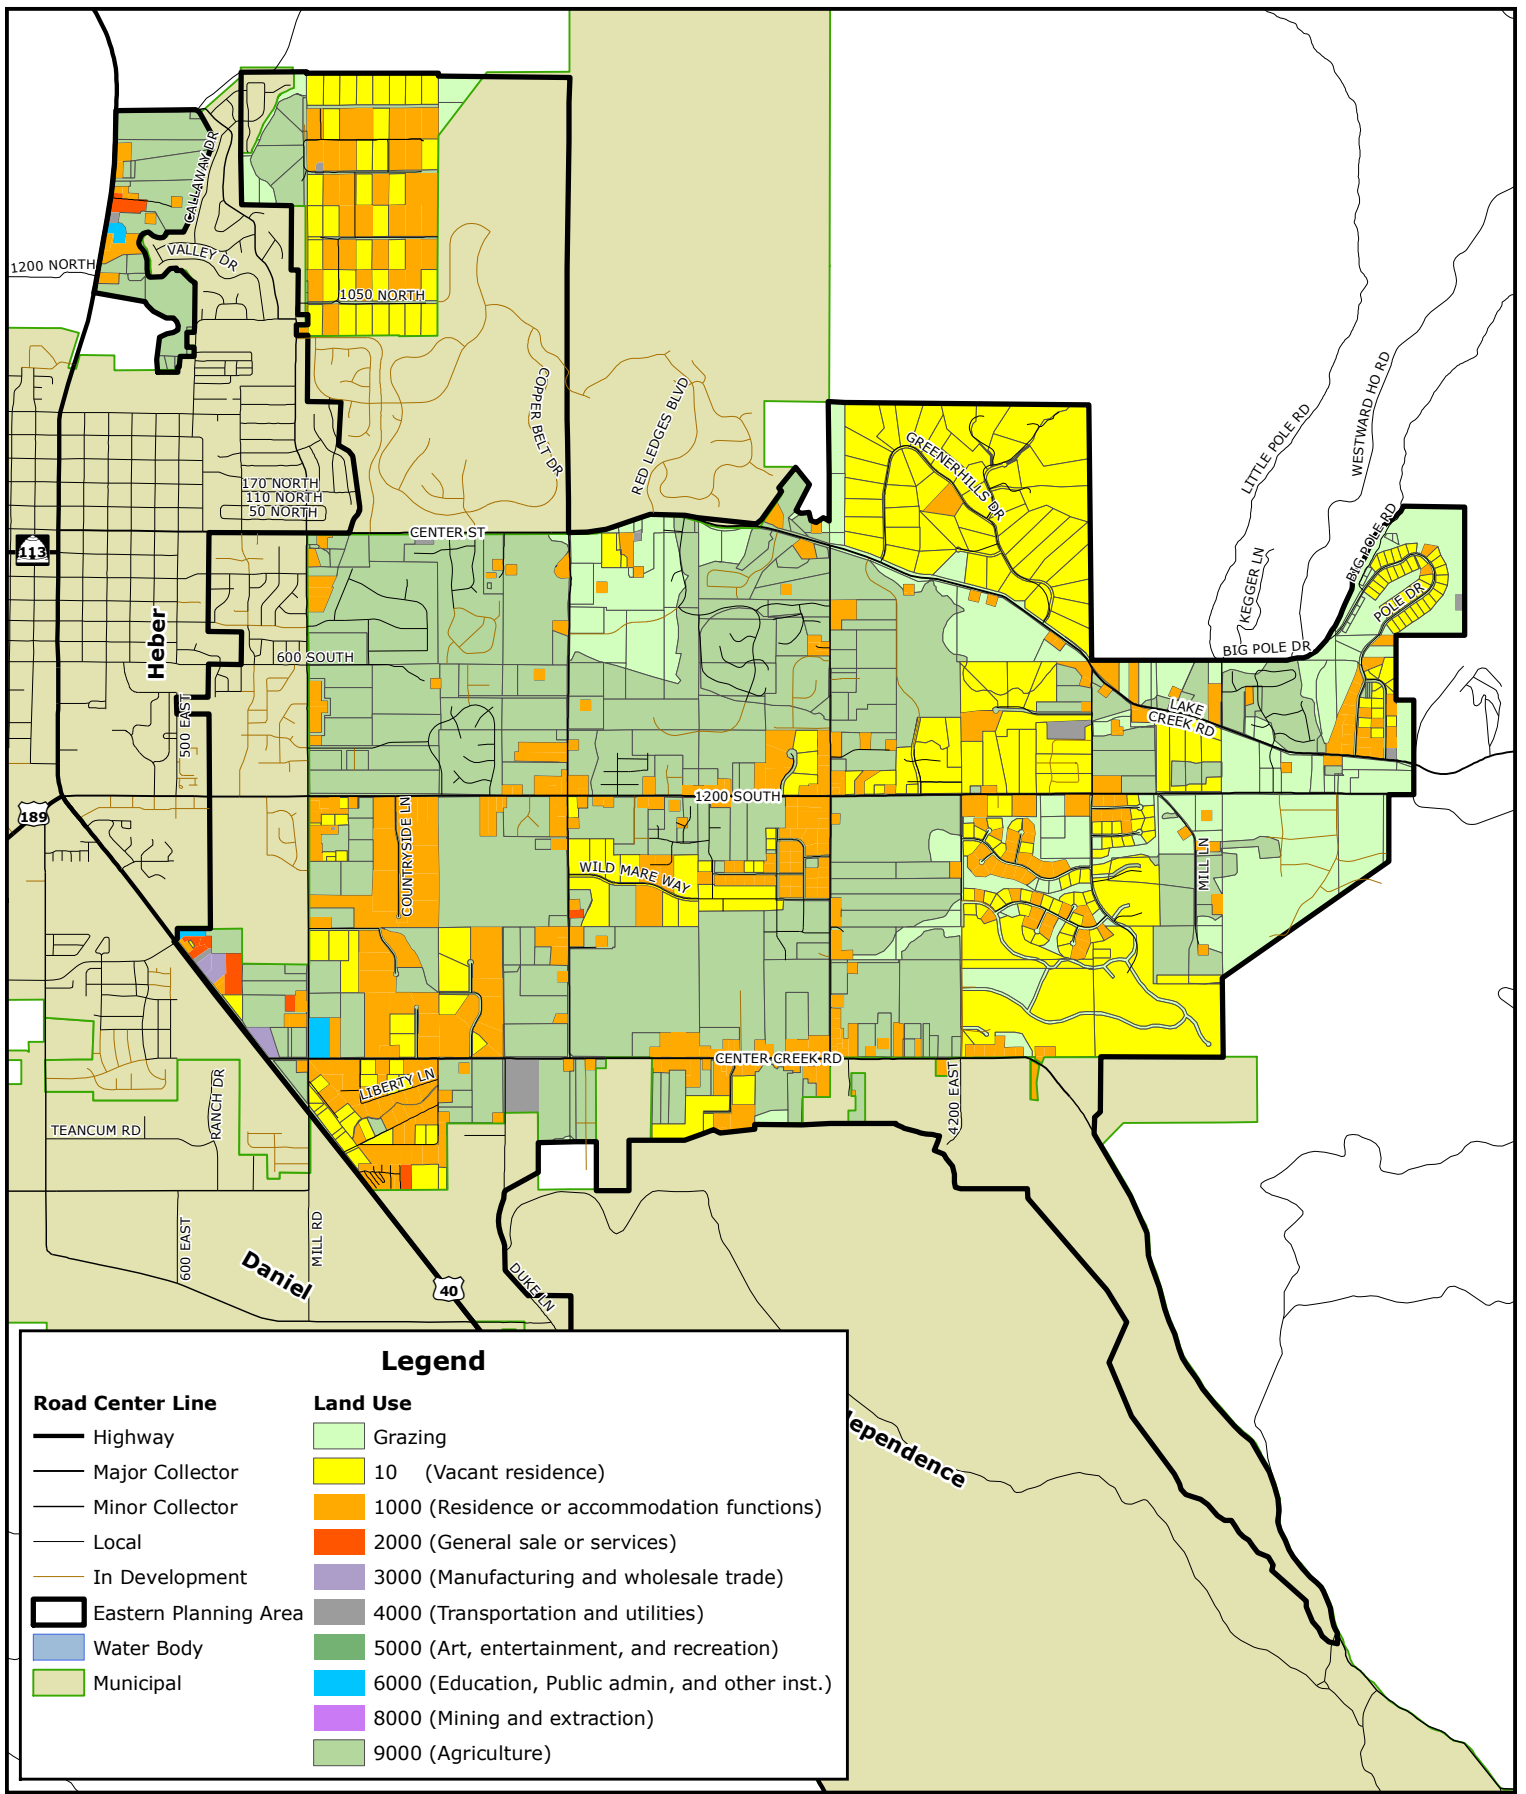 CALLAWAY DR
VALLEY DR
1200 NORTH
1050 NORTH
COPPER BELT DR
RED LEDGES BLVD
GREENERHILLS DR
LITTLE POLE RD
WESTWARD HO RD
170 NORTH
110 NORTH
50 NORTH
CENTER ST
113
BIG POLE RD
KEGGER LN
POLE DR
Heber
600 SOUTH
BIG POLE DR
500 EAST
LAKE
CREEK RD
1200 SOUTH
189
COUNTRYSIDE LN
WILD MARE WAY
MILL LN
CENTER CREEK RD
LIBERTY LN
RANCH DR
4200 EAST
TEANCUM RD
600 EAST
MILL RD
Daniel
40
DUKE LN
dependence
Legend
Road Center Line
Highway
Major Collector
Minor Collector
Local
In Development
Eastern Planning Area
Water Body
Municipal
Land Use
Grazing
10 (Vacant residence)
1000 (Residence or accommodation functions)
2000 (General sale or services)
3000 (Manufacturing and wholesale trade)
4000 (Transportation and utilities)
5000 (Art, entertainment, and recreation)
6000 (Education, Public admin, and other inst.)
8000 (Mining and extraction)
9000 (Agriculture)